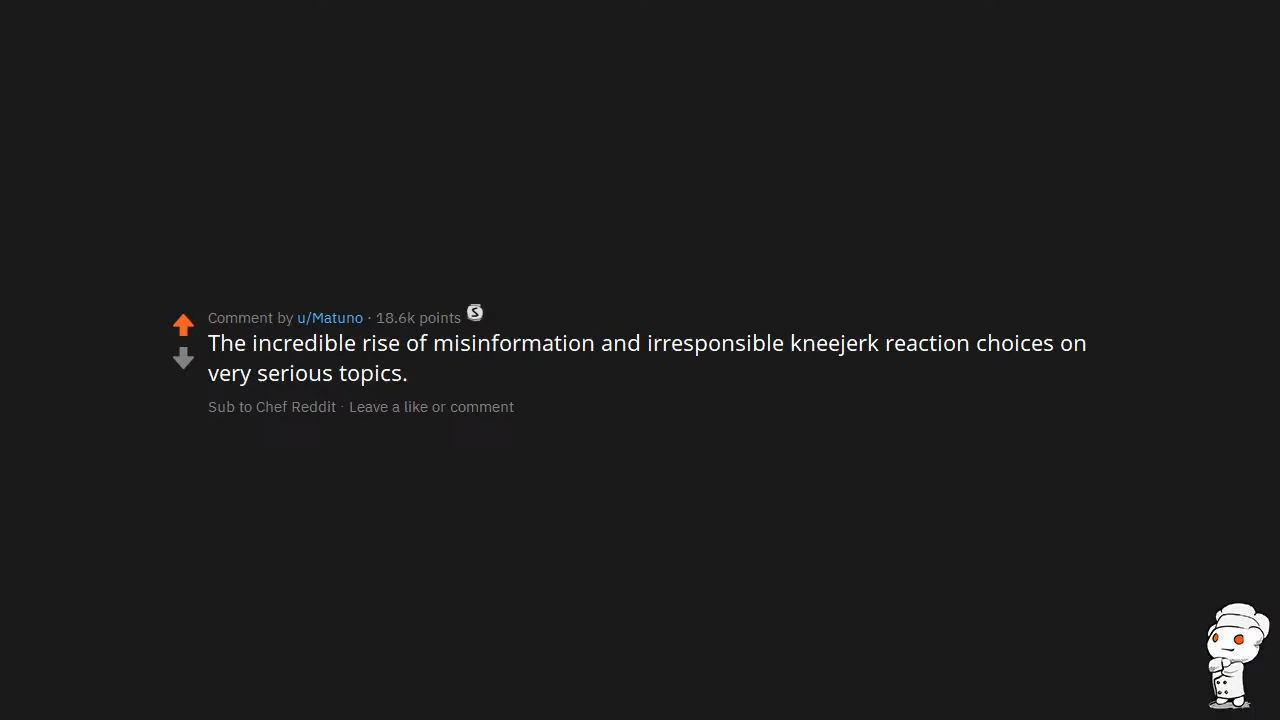 Comment by u/Matuno · 18.6k points S
The incredible rise of misinformation and irresponsible kneejerk reaction choices on
very serious topics.
Sub to Chef Reddit · Leave a like or comment